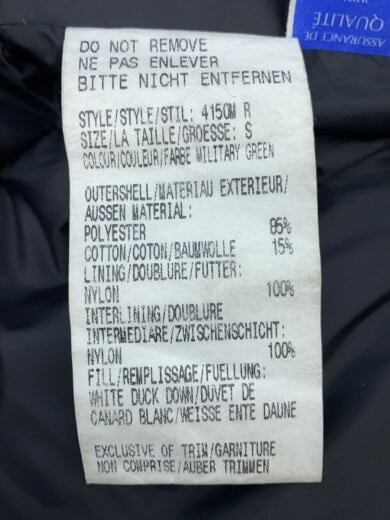 ASSURANCE DE
QUALITÉ
DO NOT REMOVE
NE PAS ENLEVER
BITTE NICHT ENTFERNEN
STYLE/STYLE/STIL: 4150M R
SIZE/LA TAILLE/GROESSE: S
COLOUR/COULEUR/FARBE MILITARY GREEN
OUTERSHELL/MATERIAU EXTERIEUR/
AUSSEN MATERIAL:
POLYESTER 85%
COTTON/COTON/BAUMWOLLE 15%
LINING/DOUBLURE/FUTTER:
NYLON 100%
INTERLINING/DOUBLURE
INTERMEDIARE/ZWISCHENSCHICHT:
NYLON 100%
FILL/REMPLISSAGE/FUELLUNG:
WHITE DUCK DOWN/DUVET DE
CANARD BLANC/WEISSE ENTE DAUNE
EXCLUSIVE OF TRIM/GARNITURE
NON COMPRISE/AUBER TRIMMEN